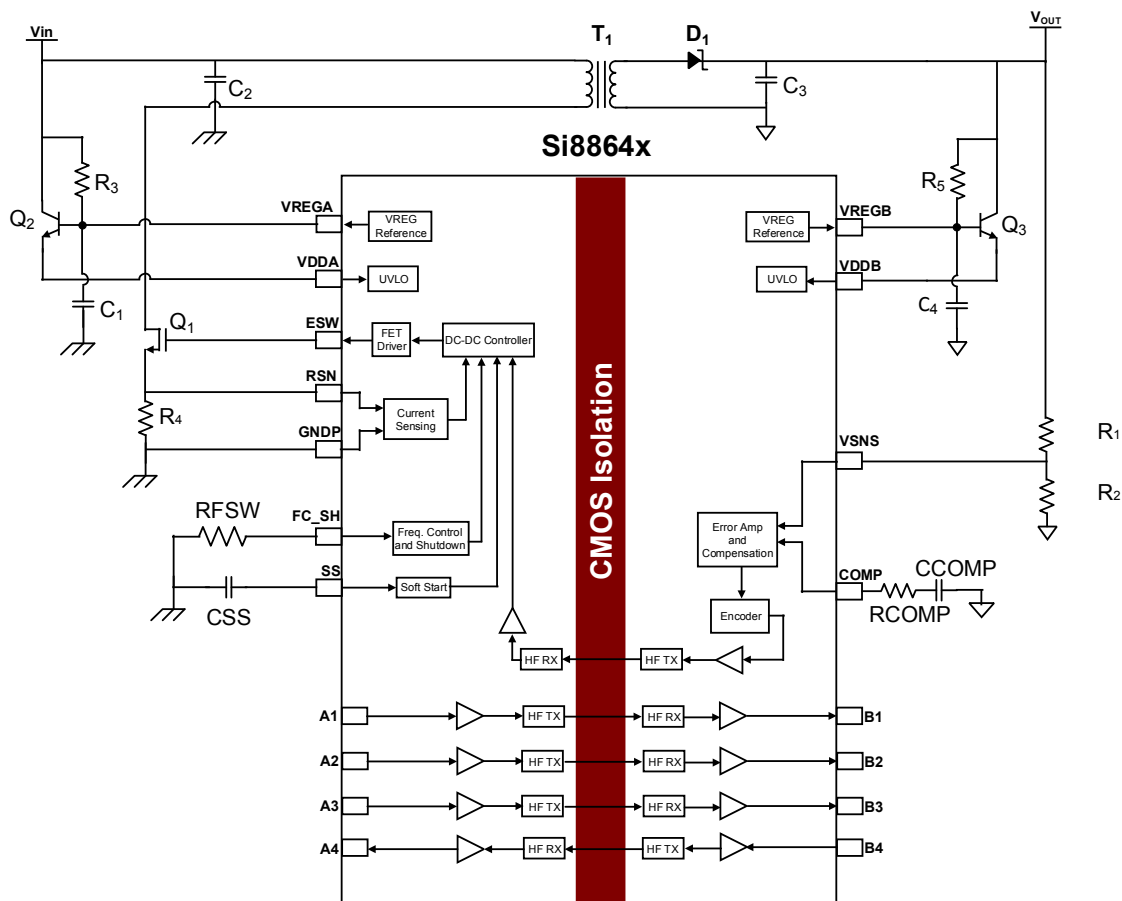 Vin
VOUT
T1
D1
C2
C3
Si8864x
R3
R5
Q2
VREGA
VREG
Reference
VREG
Reference
VREGB
Q3
VDDA
UVLO
UVLO
VDDB
C1
C4
Q1
ESW
FET
Driver
DC-DC Controller
RSN
R4
Current
Sensing
GNDP
R1
VSNS
R2
CMOS Isolation
RFSW
FC_SH
Freq. Control
and Shutdown
Error Amp
and
Compensation
SS
Soft Start
CSS
COMP
CCOMP
RCOMP
Encoder
HF RX
HF TX
A1
HF TX
HF RX
B1
A2
HF TX
HF RX
B2
A3
HF TX
HF RX
B3
A4
HF RX
HF TX
B4